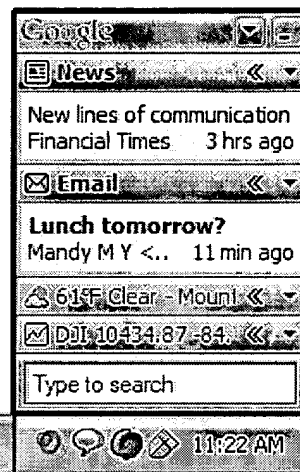 Google
News
New lines of communication
Financial Times 3 hrs ago
Email
Lunch tomorrow?
Mandy M Y <.. 11 min ago
61°F Clear - Mount
DJI 10434.87 -84.
Type to search
11:22 AM